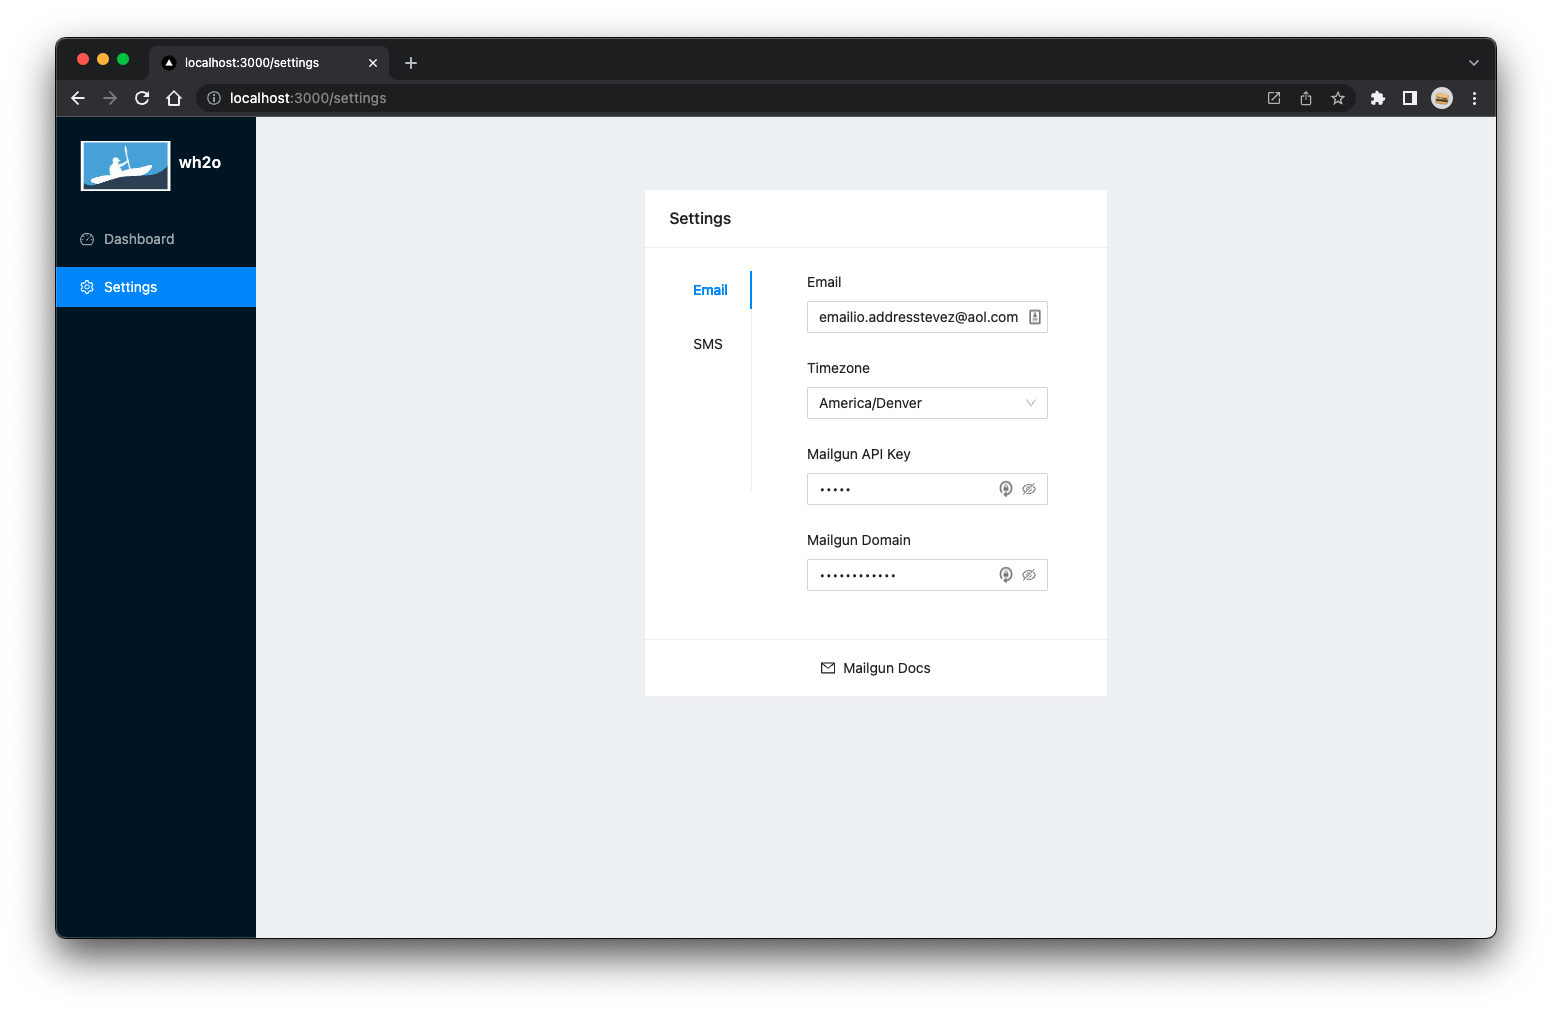 localhost:3000/settings
localhost:3000/settings
wh2o
Dashboard
Settings
Settings
Email
SMS
Email
emailio.addresstevez@aol.com
Timezone
America/Denver
Mailgun API Key
•••••
Mailgun Domain
••••••••••••
Mailgun Docs